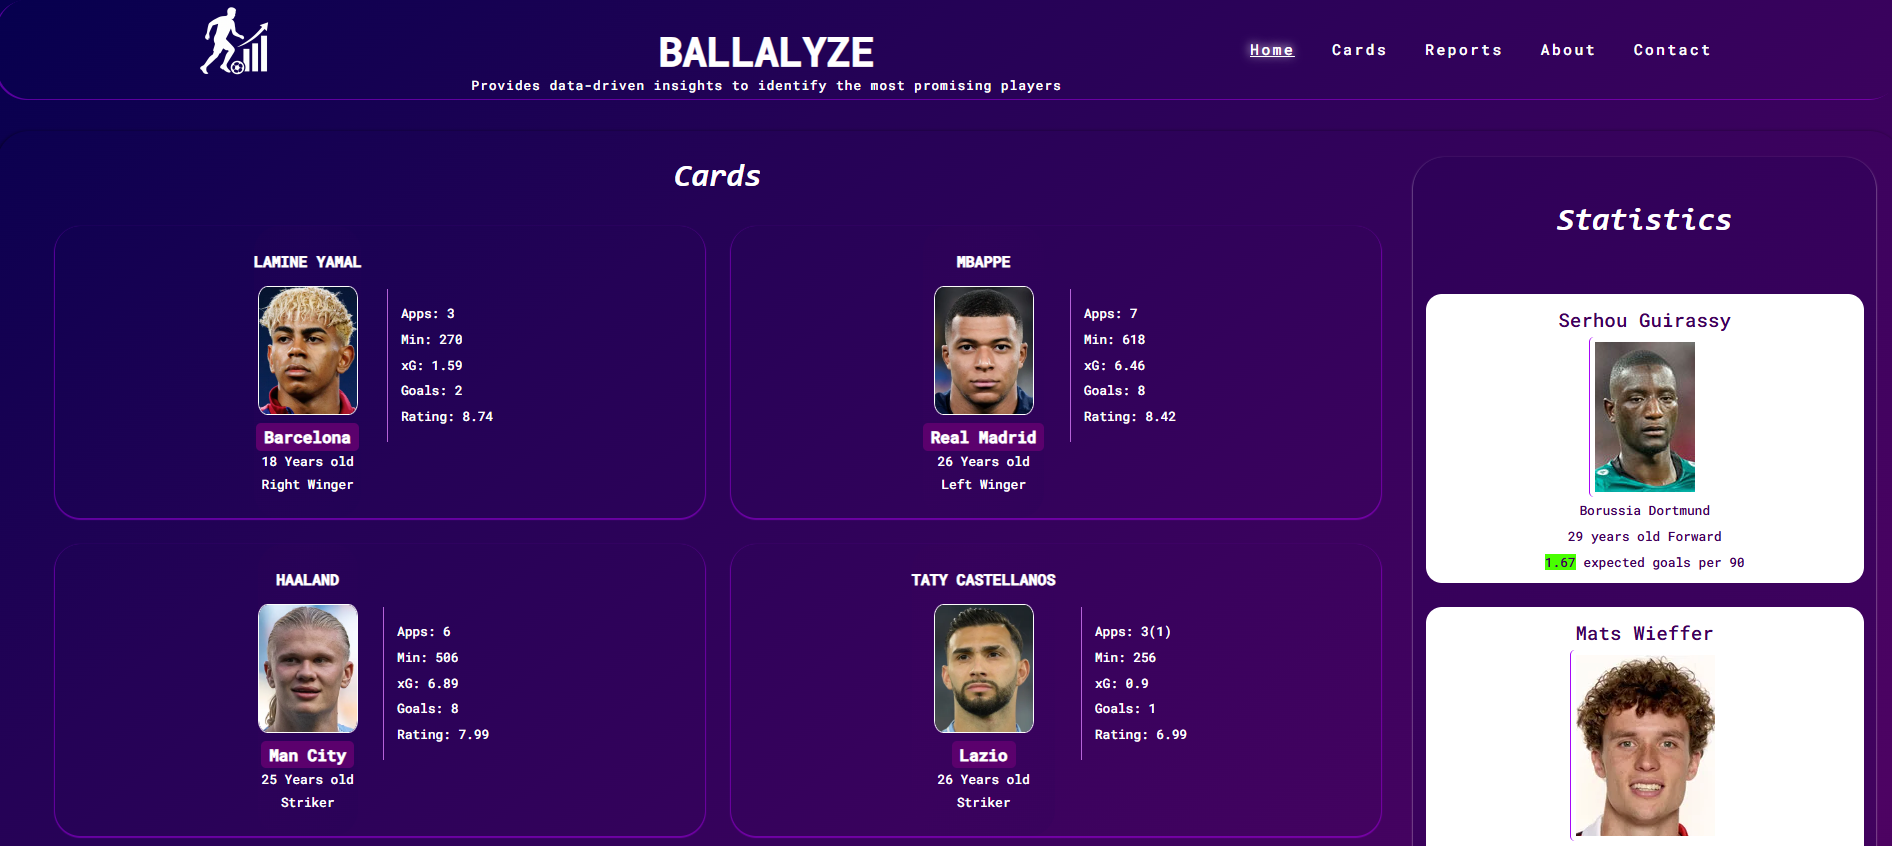 BALLALYZE
Provides data-driven insights to identify the most promising players
Home Cards Reports About Contact
Cards
LAMINE YAMAL
Apps: 3
Min: 270
xG: 1.59
Goals: 2
Rating: 8.74
Barcelona
18 Years old
Right Winger
MBAPPE
Apps: 7
Min: 618
xG: 6.46
Goals: 8
Rating: 8.42
Real Madrid
26 Years old
Left Winger
HAALAND
Apps: 6
Min: 506
xG: 6.89
Goals: 8
Rating: 7.99
Man City
25 Years old
Striker
TATY CASTELLANOS
Apps: 3(1)
Min: 256
xG: 0.9
Goals: 1
Rating: 6.99
Lazio
26 Years old
Striker
Statistics
Serhou Guirassy
Borussia Dortmund
29 years old Forward
1.67 expected goals per 90
Mats Wieffer